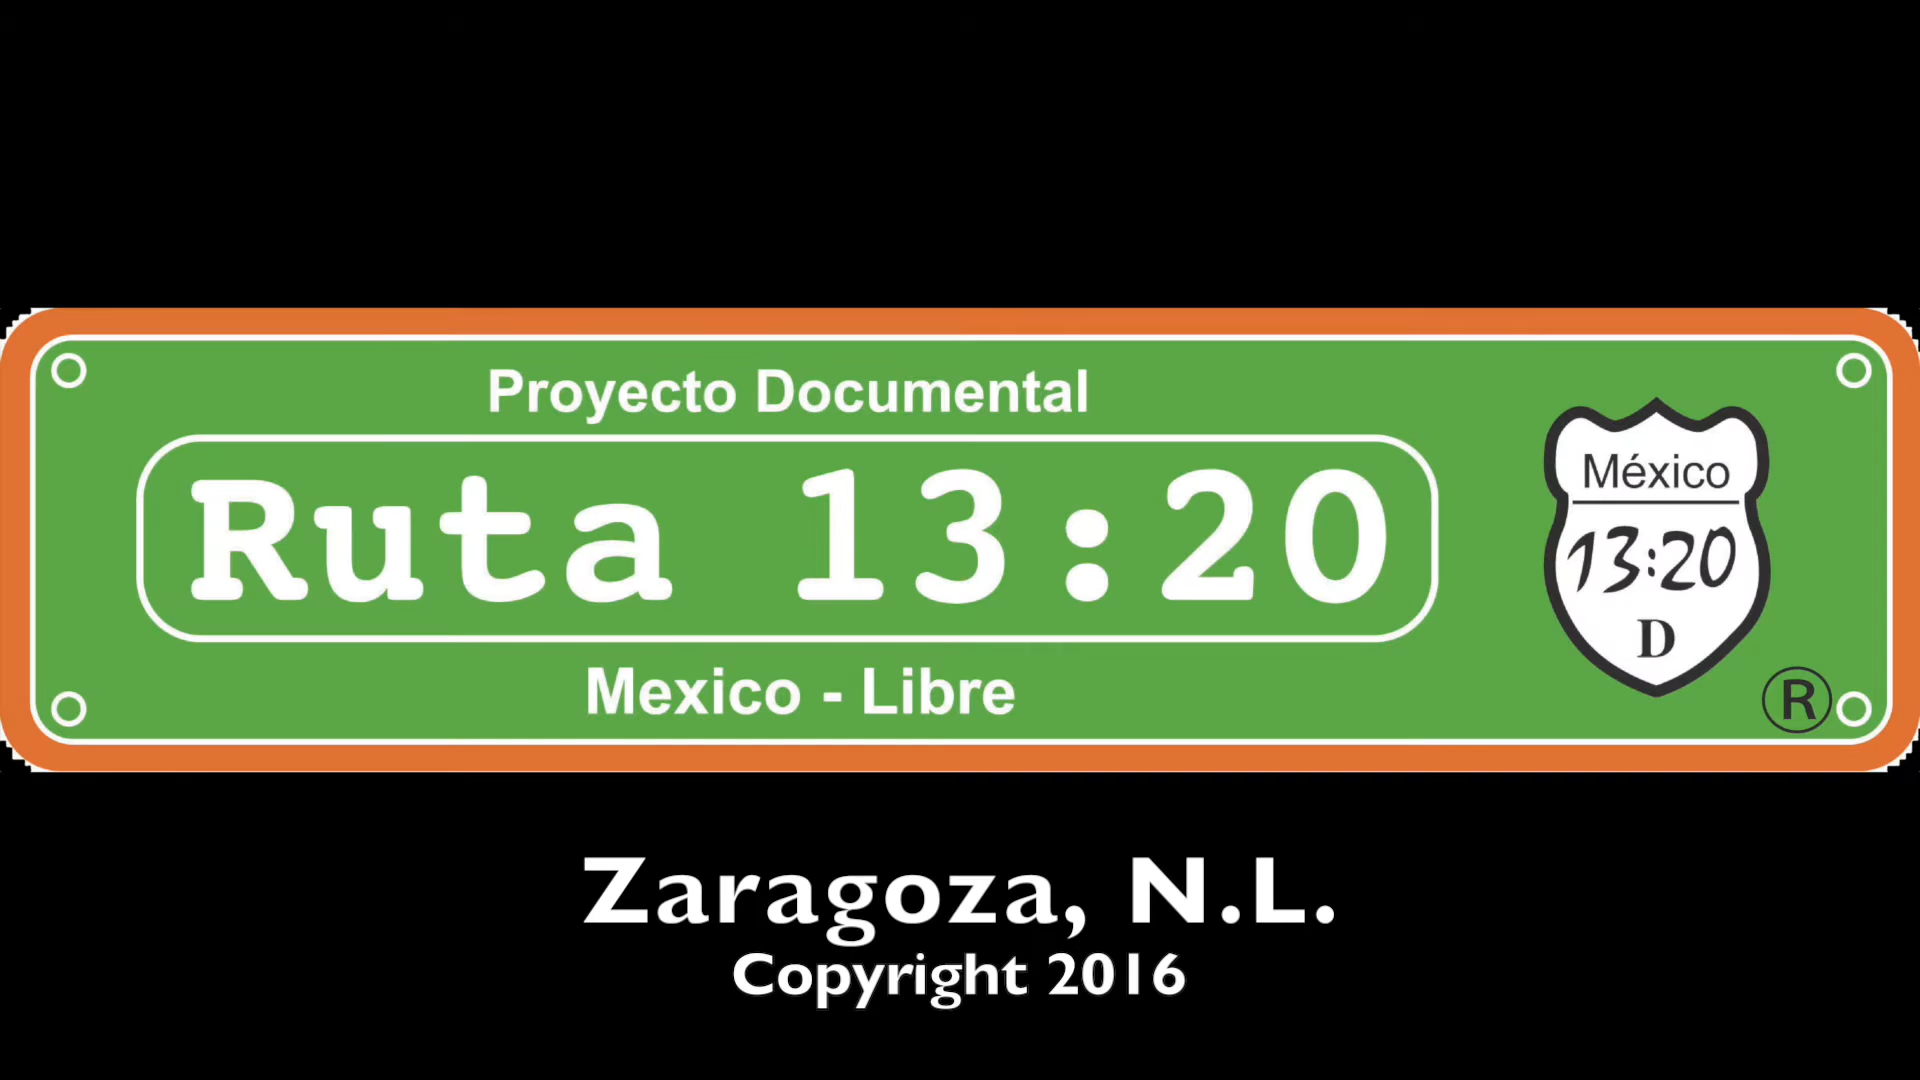 Proyecto Documental
Ruta 13:20
Mexico - Libre
México
13:20
D
®
Zaragoza, N.L.
Copyright 2016